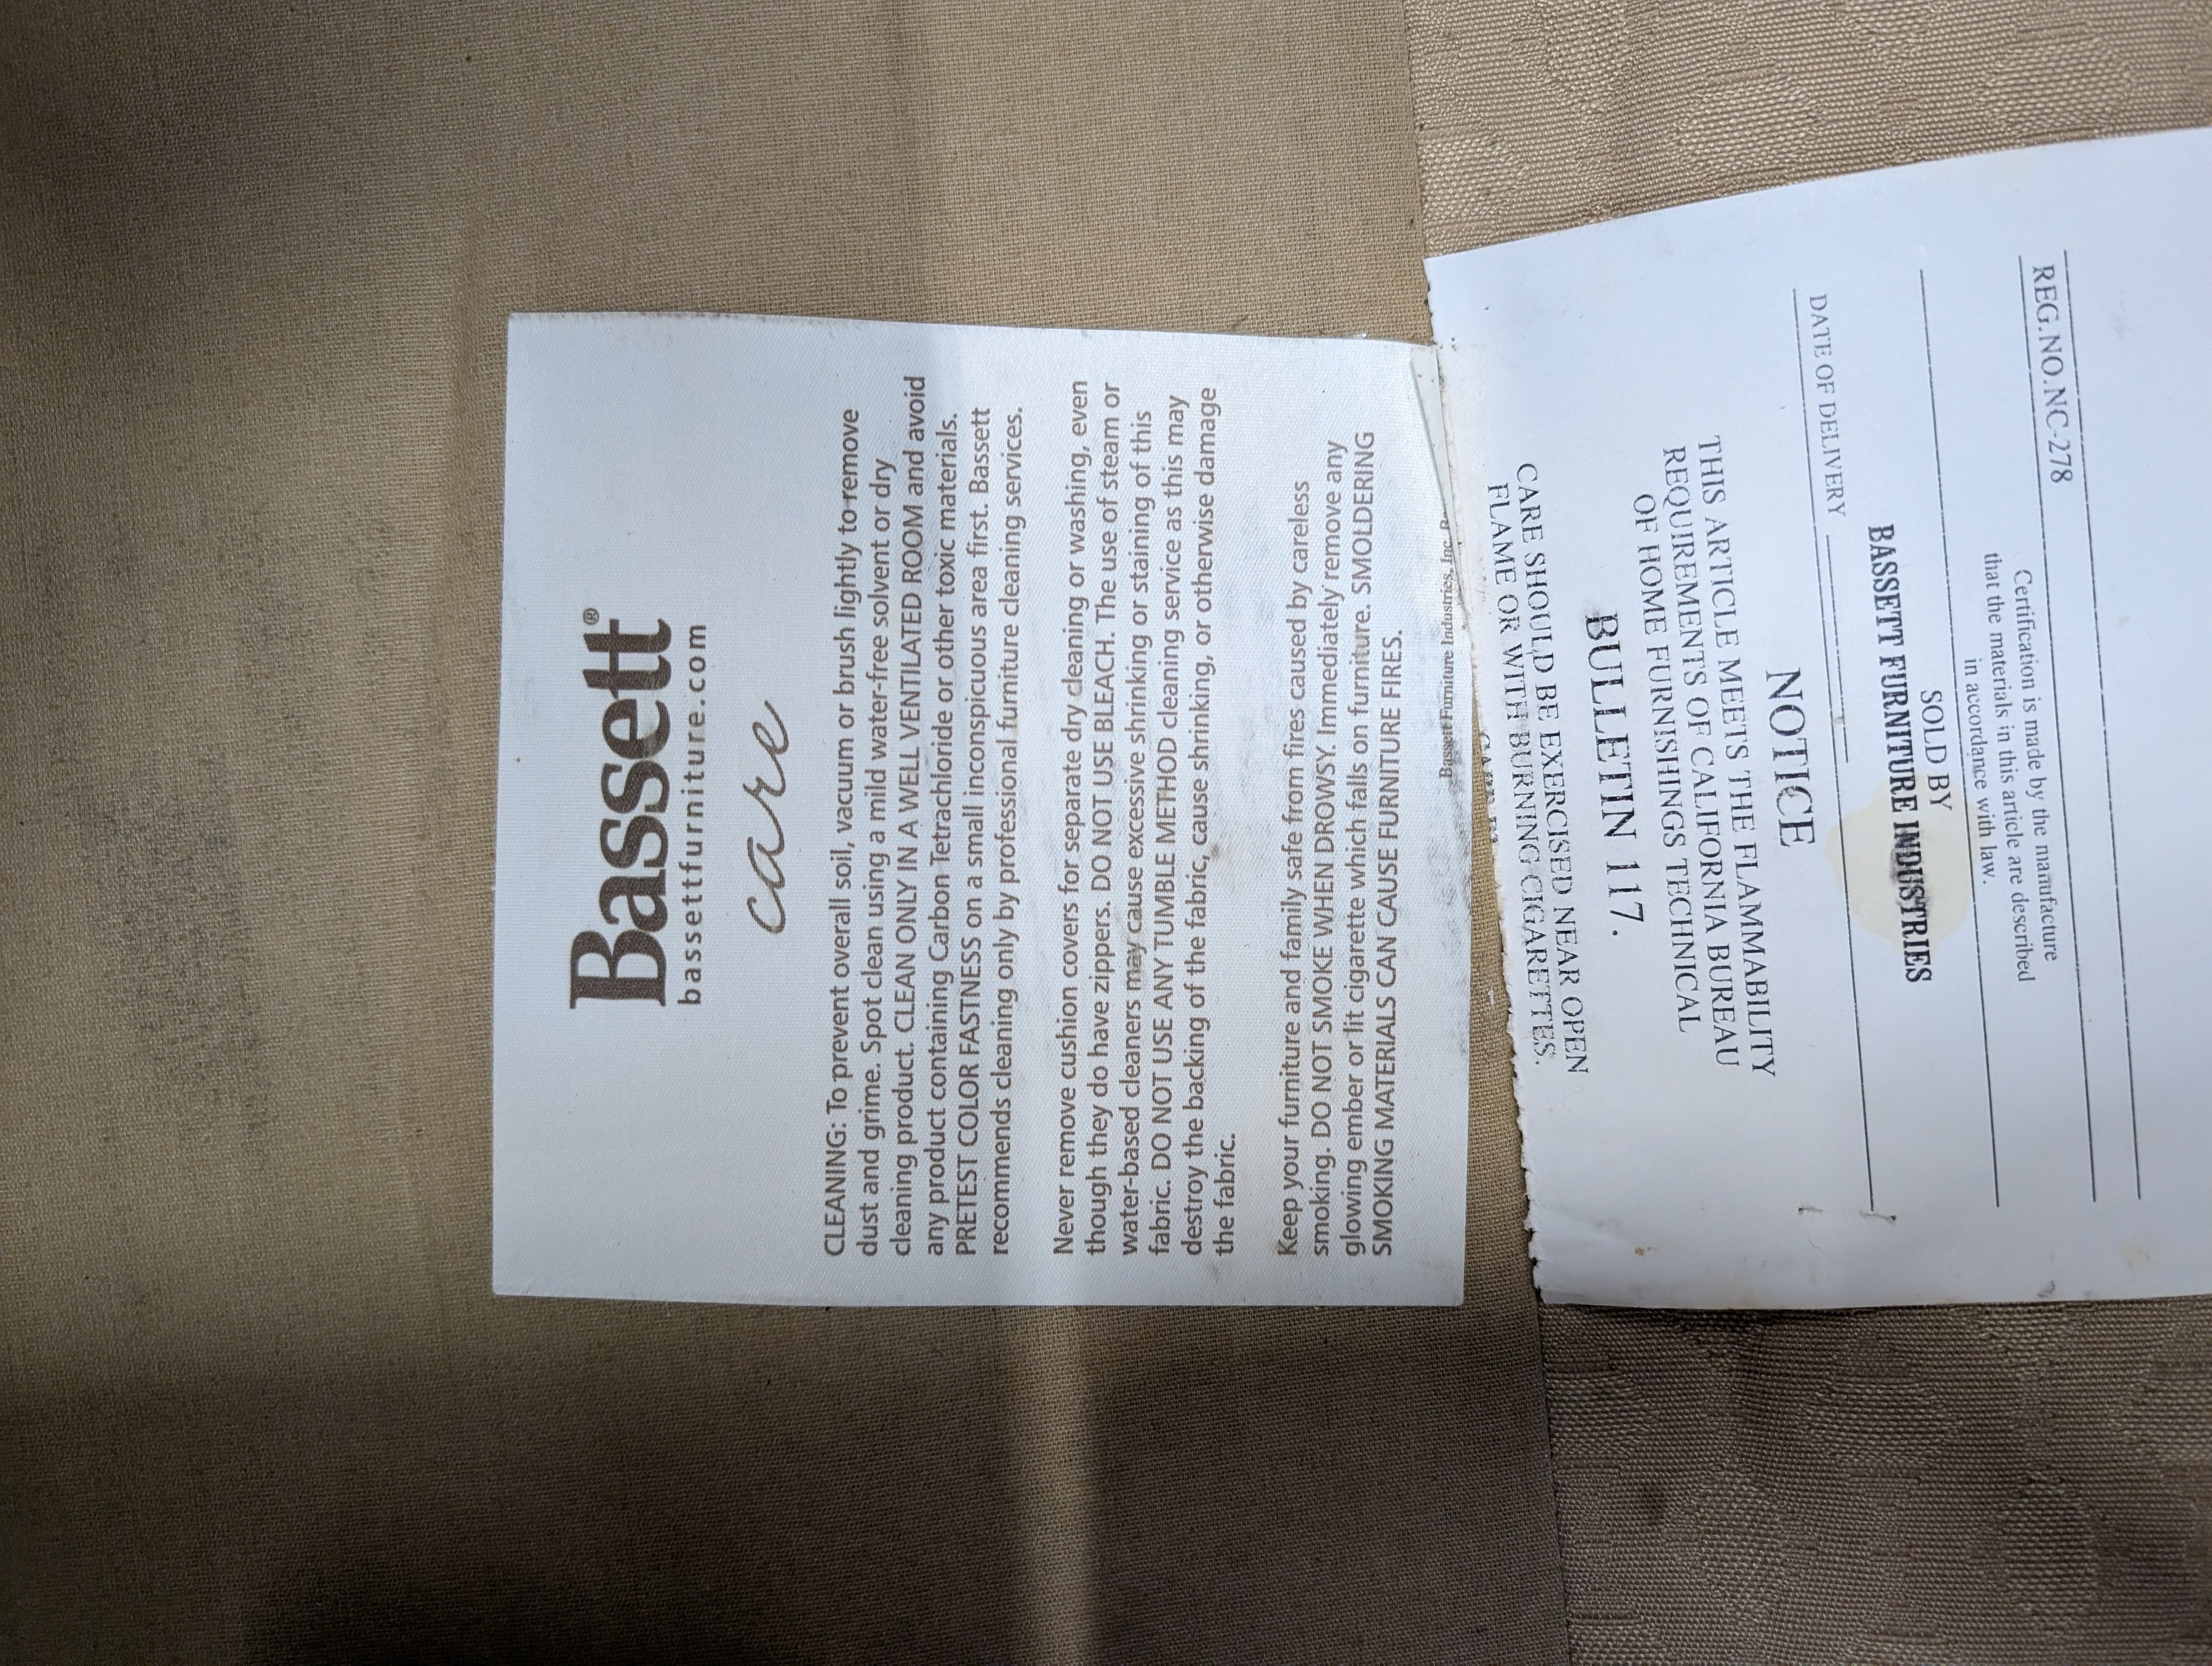 Bassett®
bassettfurniture.com
care
CLEANING: To prevent overall soil, vacuum or brush lightly to remove
dust and grime. Spot clean using a mild water-free solvent or dry
cleaning product. CLEAN ONLY IN A WELL VENTILATED ROOM and avoid
any product containing Carbon Tetrachloride or other toxic materials.
PRETEST COLOR FASTNESS on a small inconspicuous area first. Bassett
recommends cleaning only by professional furniture cleaning services.
Never remove cushion covers for separate dry cleaning or washing, even
though they do have zippers. DO NOT USE BLEACH. The use of steam or
water-based cleaners may cause excessive shrinking or staining of this
fabric. DO NOT USE ANY TUMBLE METHOD cleaning service as this may
destroy the backing of the fabric, cause shrinking, or otherwise damage
the fabric.
Keep your furniture and family safe from fires caused by careless
smoking. DO NOT SMOKE WHEN DROWSY. Immediately remove any
glowing ember or lit cigarette which falls on furniture. SMOLDERING
SMOKING MATERIALS CAN CAUSE FURNITURE FIRES.
Bassett Furniture Industries, Inc.
REG.NO.NC-278
Certification is made by the manufacture
that the materials in this article are described
in accordance with law.
SOLD BY
BASSETT FURNITURE INDUSTRIES
DATE OF DELIVERY
NOTICE
THIS ARTICLE MEETS THE FLAMMABILITY
REQUIREMENTS OF CALIFORNIA BUREAU
OF HOME FURNISHINGS TECHNICAL
BULLETIN 117.
CARE SHOULD BE EXERCISED NEAR OPEN
FLAME OR WITH BURNING CIGARETTES.